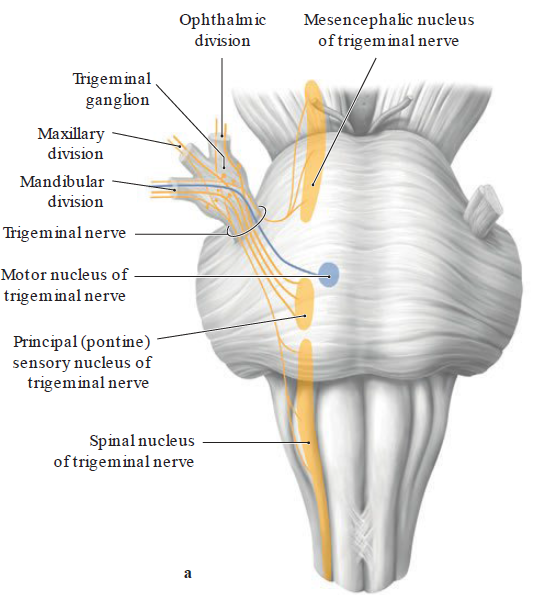 Ophthalmic
division
Mesencephalic nucleus
of trigeminal nerve
Trigeminal
ganglion
Maxillary
division
Mandibular
division
Trigeminal nerve
Motor nucleus of
trigeminal nerve
Principal (pontine)
sensory nucleus of
trigeminal nerve
Spinal nucleus
of trigeminal nerve
a